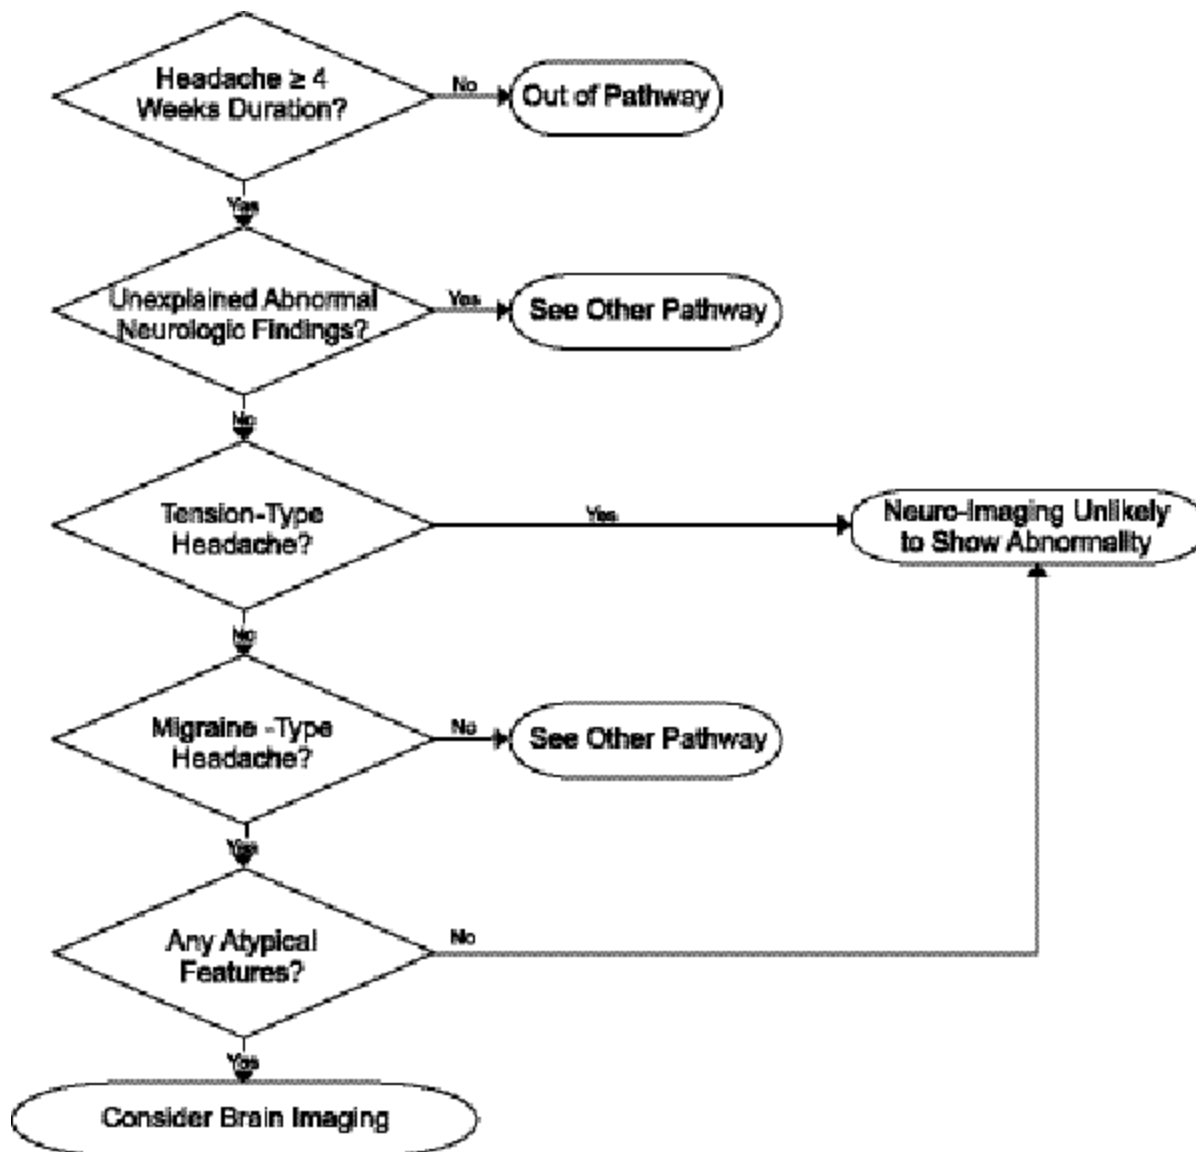 Headache ≥ 4
Weeks Duration?
No
Out of Pathway
Yes
Unexplained Abnormal
Neurologic Findings?
Yes
See Other Pathway
No
Tension-Type
Headache?
Yes
Neuro-Imaging Unlikely
to Show Abnormality
No
Migraine -Type
Headache?
No
See Other Pathway
Yes
Any Atypical
Features?
No
Yes
Consider Brain Imaging